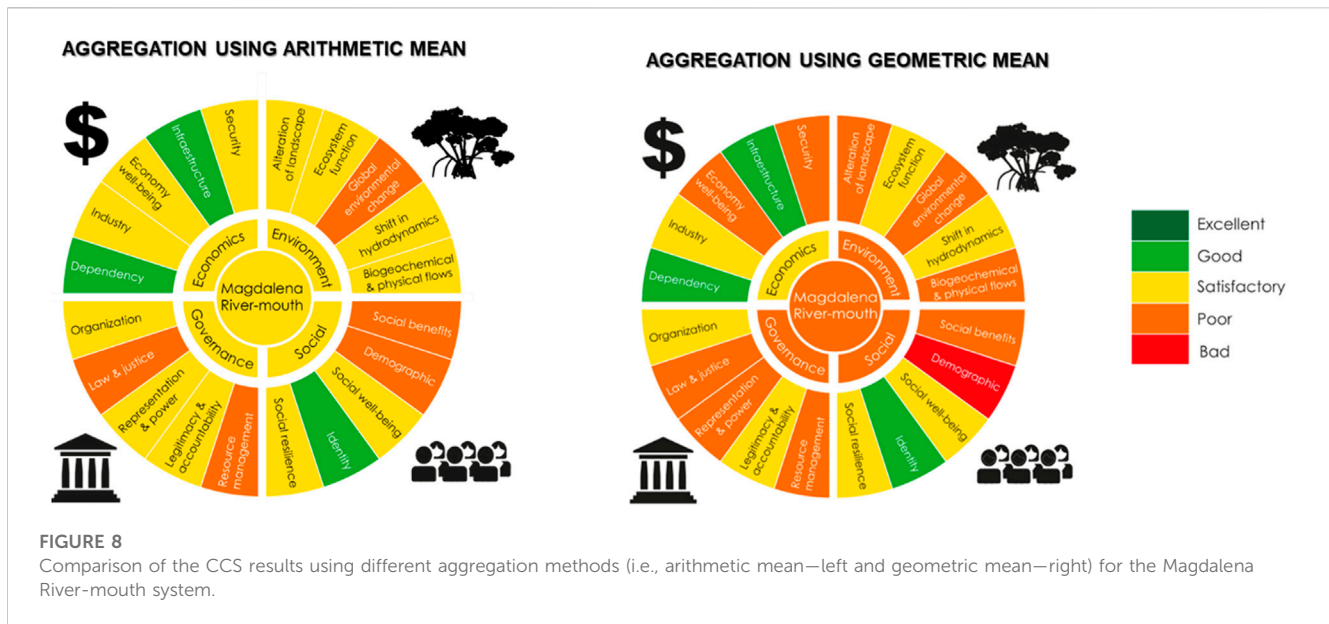 AGGREGATION USING ARITHMETIC MEAN
$
Security
Infraestructure
Economy
well-being
Industry
Dependency
Alteration
of landscape
Ecosystem
function
Global
environmental
change
Shift in
hydrodynamics
Biogeochemical
& physical flows
Economics
Environment
Magdalena
River-mouth
Governance
Social
Organization
Law & justice
Representation
& power
Legitimacy &
accountability
Resource
management
Social benefits
Demographic
Social well-being
Identity
Social resilience
AGGREGATION USING GEOMETRIC MEAN
$
Security
Infraestructure
Economy
well-being
Industry
Dependency
Alteration
of landscape
Ecosystem
function
Global
environmental
change
Shift in
hydrodynamics
Biogeochemical
& physical flows
Economics
Environment
Magdalena
River-mouth
Governance
Social
Organization
Law & justice
Representation
& power
Legitimacy &
accountability
Resource
management
Social benefits
Demographic
Social well-being
Identity
Social resilience
Excellent
Good
Satisfactory
Poor
Bad
FIGURE 8
Comparison of the CCS results using different aggregation methods (i.e., arithmetic mean—left and geometric mean—right) for the Magdalena
River-mouth system.